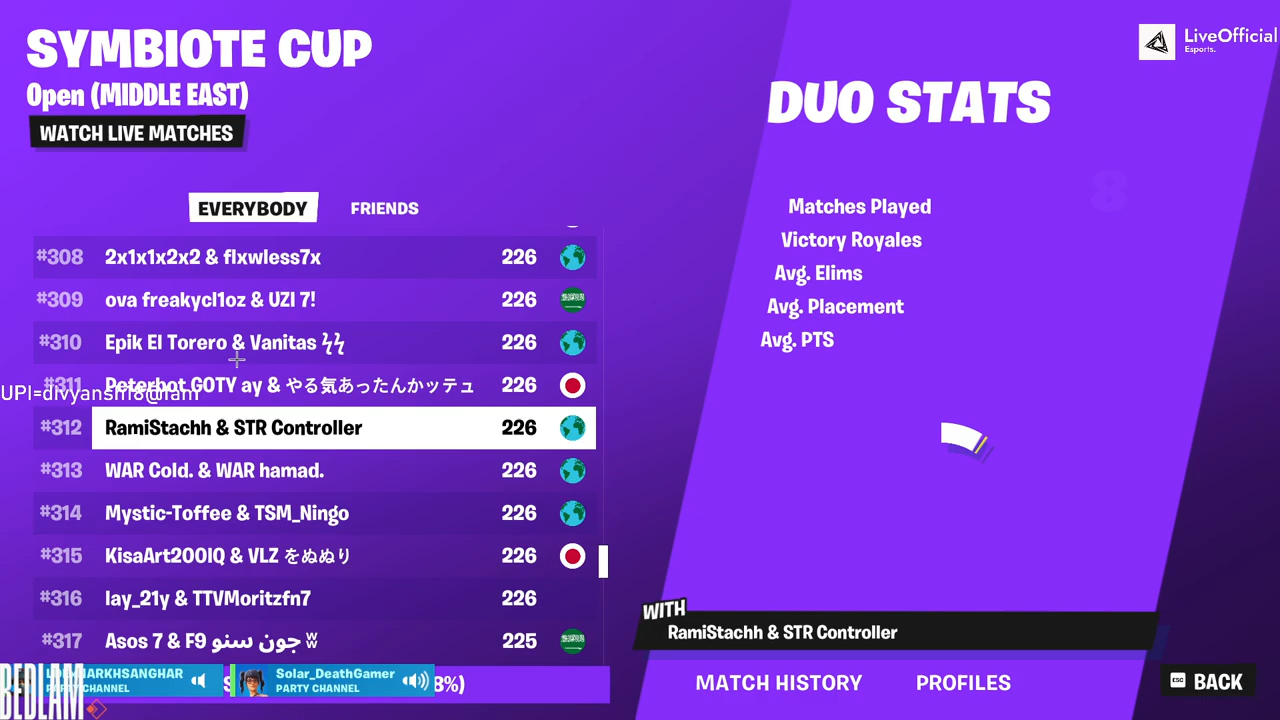 SYMBIOTE CUP
Open (MIDDLE EAST)
WATCH LIVE MATCHES
LiveOfficial
Esports.
DUO STATS
EVERYBODY
FRIENDS
#308 2x1x1x2x2 & flxwless7x 226
#309 ova freakycl1oz & UZI 7! 226
#310 Epik El Torero & Vanitas ϟϟ 226
#311 Peterbot GOTY ay & やる気あったんかッテュ 226
#312 RamiStachh & STR Controller 226
#313 WAR Cold. & WAR hamad. 226
#314 Mystic-Toffee & TSM_Ningo 226
#315 KisaArt200IQ & VLZ をぬぬり 226
#316 lay_21y & TTVMoritzfn7 226
#317 Asos 7 & F9 جون سنو ʬ 225
Matches Played
Victory Royales
Avg. Elims
Avg. Placement
Avg. PTS
8
WITH
RamiStachh & STR Controller
MATCH HISTORY
PROFILES
ESC BACK
BEDLAM
PARTY CHANNEL
Solar_DeathGamer
PARTY CHANNEL
8%)